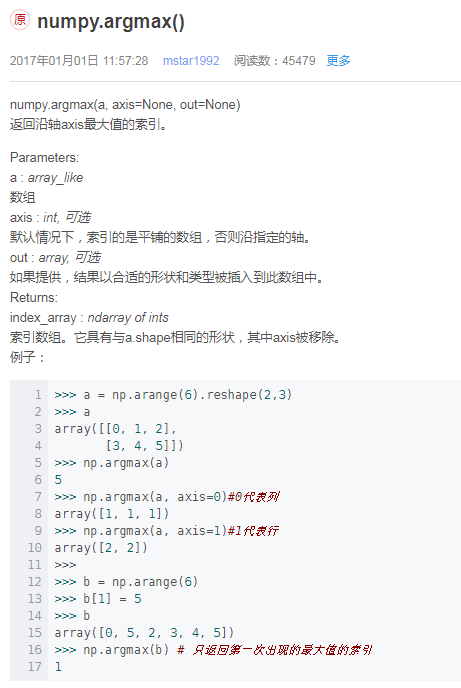 原 numpy.argmax()
2017年01月01日 11:57:28 mstar1992 阅读数：45479 更多
numpy.argmax(a, axis=None, out=None)
返回沿轴axis最大值的索引。
Parameters:
a : array_like
数组
axis : int, 可选
默认情况下，索引的是平铺的数组，否则沿指定的轴。
out : array, 可选
如果提供，结果以合适的形状和类型被插入到此数组中。
Returns:
index_array : ndarray of ints
索引数组。它具有与a.shape相同的形状，其中axis被移除。
例子：
1 >>> a = np.arange(6).reshape(2,3)
2 >>> a
3 array([[0, 1, 2],
4        [3, 4, 5]])
5 >>> np.argmax(a)
6 5
7 >>> np.argmax(a, axis=0)#0代表列
8 array([1, 1, 1])
9 >>> np.argmax(a, axis=1)#1代表行
10 array([2, 2])
11 >>>
12 >>> b = np.arange(6)
13 >>> b[1] = 5
14 >>> b
15 array([0, 5, 2, 3, 4, 5])
16 >>> np.argmax(b) # 只返回第一次出现的最大值的索引
17 1